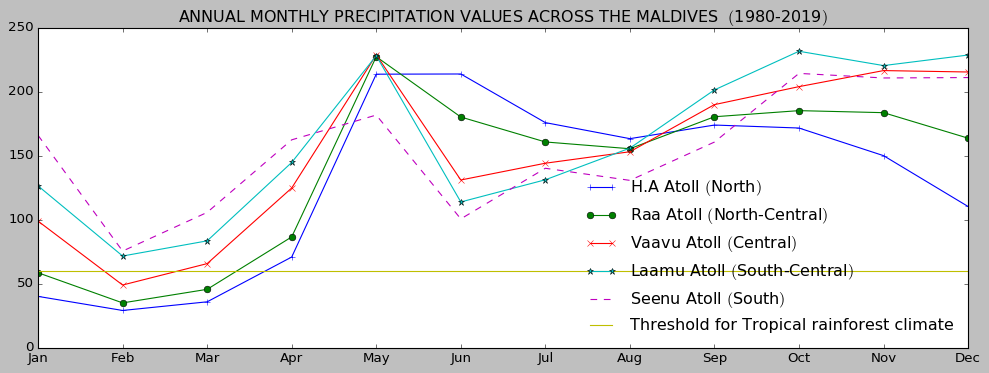 ANNUAL MONTHLY PRECIPITATION VALUES ACROSS THE MALDIVES (1980-2019)
250
200
150
100
50
0
H.A Atoll (North)
Raa Atoll (North-Central)
Vaavu Atoll (Central)
Laamu Atoll (South-Central)
Seenu Atoll (South)
Threshold for Tropical rainforest climate
Jan Feb Mar Apr May Jun Jul Aug Sep Oct Nov Dec